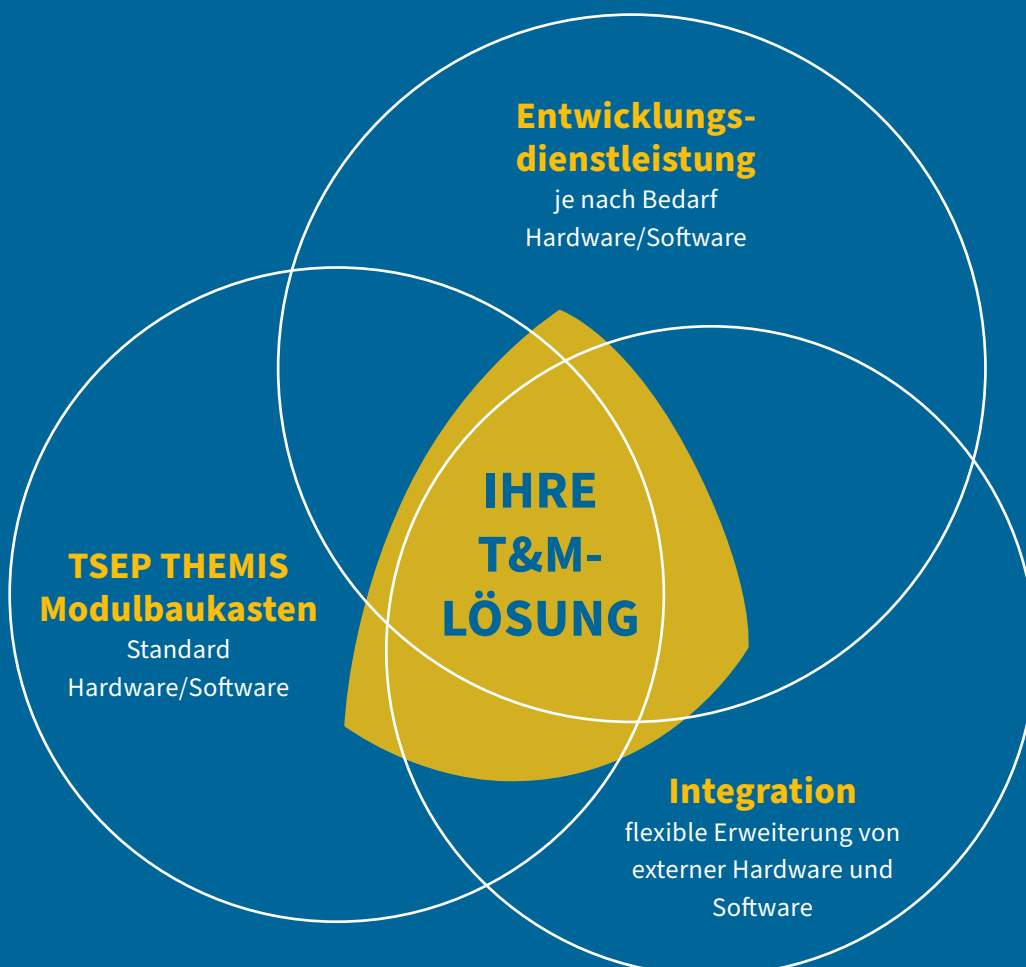 Entwicklungs-
dienstleistung
je nach Bedarf
Hardware/Software
IHRE
T&M-
LÖSUNG
TSEP THEMIS
Modulbaukasten
Standard
Hardware/Software
Integration
flexible Erweiterung von
externer Hardware und
Software